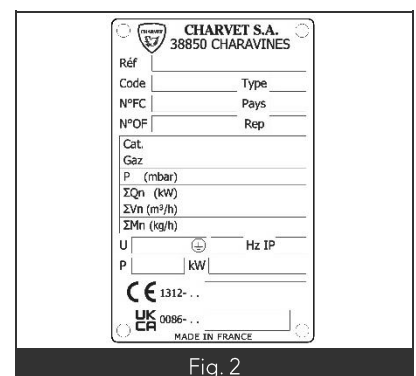 CHARVET
CHARVET S.A.
38850 CHARAVINES
Réf
Code Type
N°FC Pays
N°OF Rep
Cat.
Gaz
P (mbar)
ΣQn (kW)
ΣVn (m³/h)
ΣMn (kg/h)
U Hz IP
P kW
CE 1312- . .
UK CA 0086- . .
MADE IN FRANCE
Fig. 2